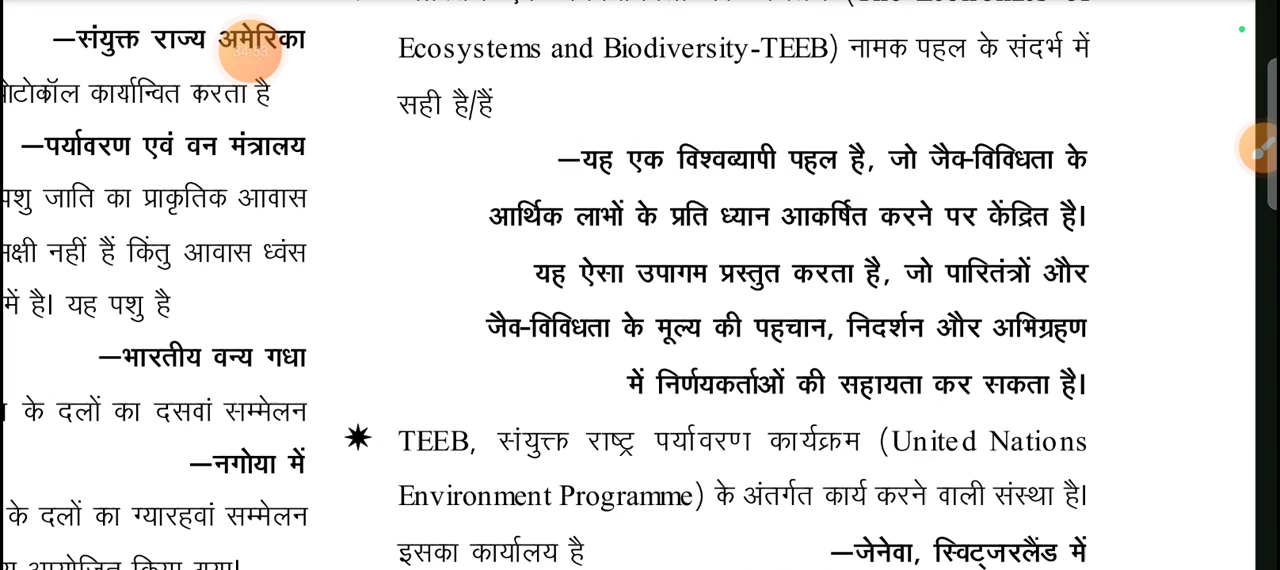 —संयुक्त राज्य अमेरिका
कार्यान्वित करता है
—पर्यावरण एवं वन मंत्रालय
पशु जाति का प्राकृतिक आवास
नहीं हैं किंतु आवास ध्वंस
में है। यह पशु है
—भारतीय वन्य गधा
के दलों का दसवां सम्मेलन
—नगोया में
के दलों का ग्यारहवां सम्मेलन
आयोजित किया गया।
Ecosystems and Biodiversity-TEEB) नामक पहल के संदर्भ में
सही है/हैं
—यह एक विश्वव्यापी पहल है, जो जैव-विविधता के
आर्थिक लाभों के प्रति ध्यान आकर्षित करने पर केंद्रित है।
यह ऐसा उपागम प्रस्तुत करता है, जो पारितंत्रों और
जैव-विविधता के मूल्य की पहचान, निदर्शन और अभिग्रहण
में निर्णयकर्ताओं की सहायता कर सकता है।
TEEB, संयुक्त राष्ट्र पर्यावरण कार्यक्रम (United Nations
Environment Programme) के अंतर्गत कार्य करने वाली संस्था है।
इसका कार्यालय है —जेनेवा, स्विट्जरलैंड में